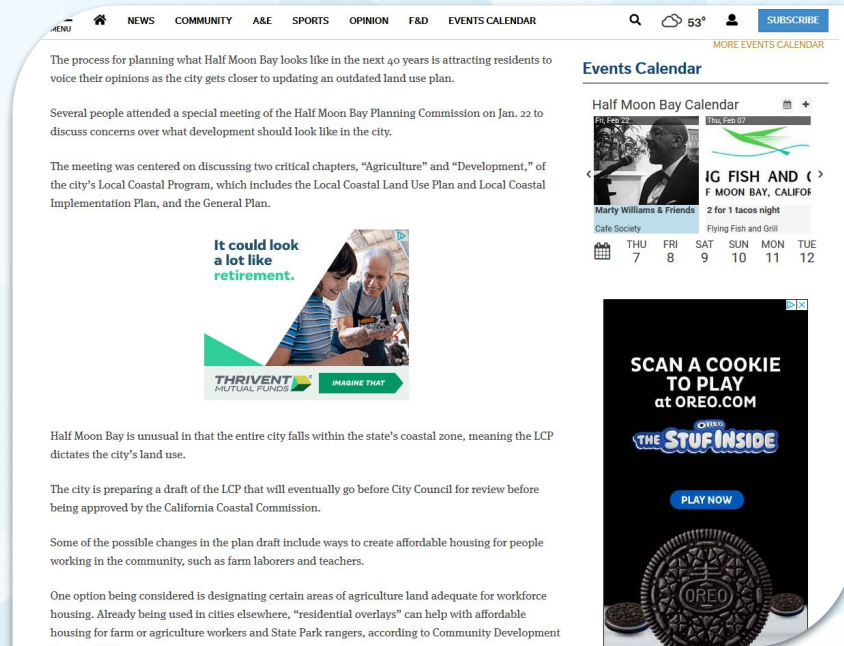 MENU
NEWS COMMUNITY A&E SPORTS OPINION F&D EVENTS CALENDAR
53°
SUBSCRIBE
MORE EVENTS CALENDAR
The process for planning what Half Moon Bay looks like in the next 40 years is attracting residents to
voice their opinions as the city gets closer to updating an outdated land use plan.
Several people attended a special meeting of the Half Moon Bay Planning Commission on Jan. 22 to
discuss concerns over what development should look like in the city.
The meeting was centered on discussing two critical chapters, “Agriculture” and “Development,” of
the city’s Local Coastal Program, which includes the Local Coastal Land Use Plan and Local Coastal
Implementation Plan, and the General Plan.
It could look
a lot like
retirement.
THRIVENT
MUTUAL FUNDS
IMAGINE THAT
Half Moon Bay is unusual in that the entire city falls within the state’s coastal zone, meaning the LCP
dictates the city’s land use.
The city is preparing a draft of the LCP that will eventually go before City Council for review before
being approved by the California Coastal Commission.
Some of the possible changes in the plan draft include ways to create affordable housing for people
working in the community, such as farm laborers and teachers.
One option being considered is designating certain areas of agriculture land adequate for workforce
housing. Already being used in cities elsewhere, “residential overlays” can help with affordable
housing for farm or agriculture workers and State Park rangers, according to Community Development
Events Calendar
Half Moon Bay Calendar
Fri, Feb 22
Thu, Feb 07
NG FISH AND
F MOON BAY, CALIFOR
Marty Williams & Friends
2 for 1 tacos night
Cafe Society
Flying Fish and Grill
THU FRI SAT SUN MON TUE
7 8 9 10 11 12
SCAN A COOKIE
TO PLAY
at OREO.COM
OREO
THE STUF INSIDE
PLAY NOW
OREO